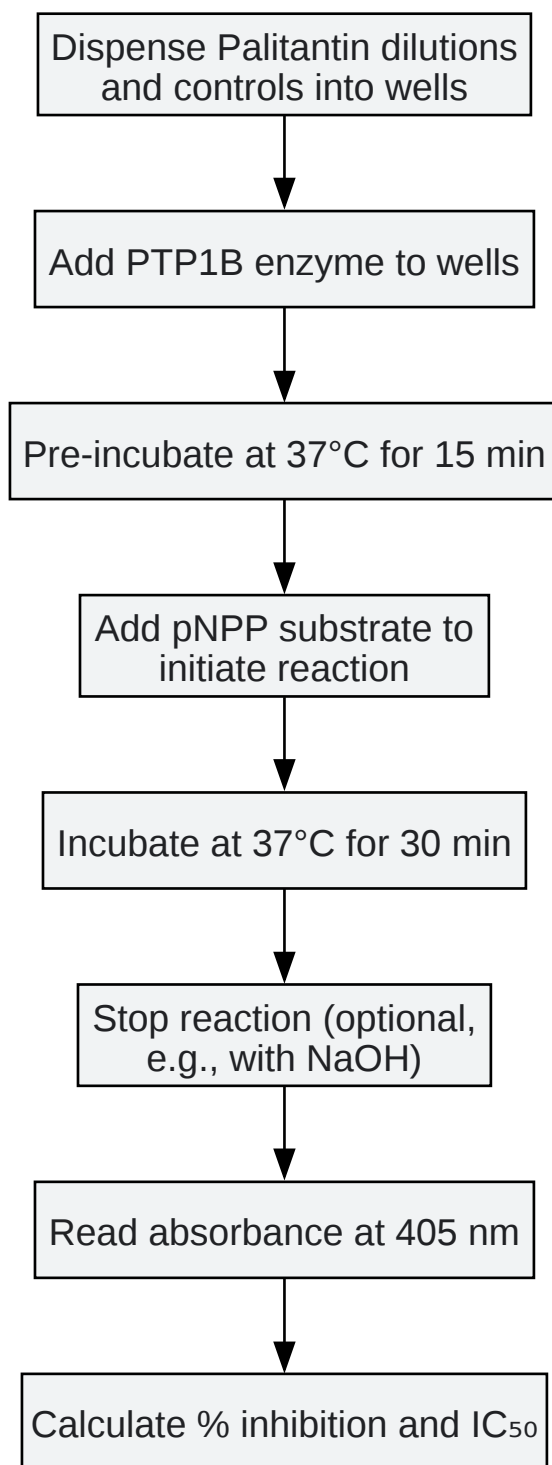 Dispense Palitantin dilutions
and controls into wells
Add PTP1B enzyme to wells
Pre-incubate at 37°C for 15 min
Add pNPP substrate to
initiate reaction
Incubate at 37°C for 30 min
Stop reaction (optional,
e.g., with NaOH)
Read absorbance at 405 nm
Calculate % inhibition and IC₅₀